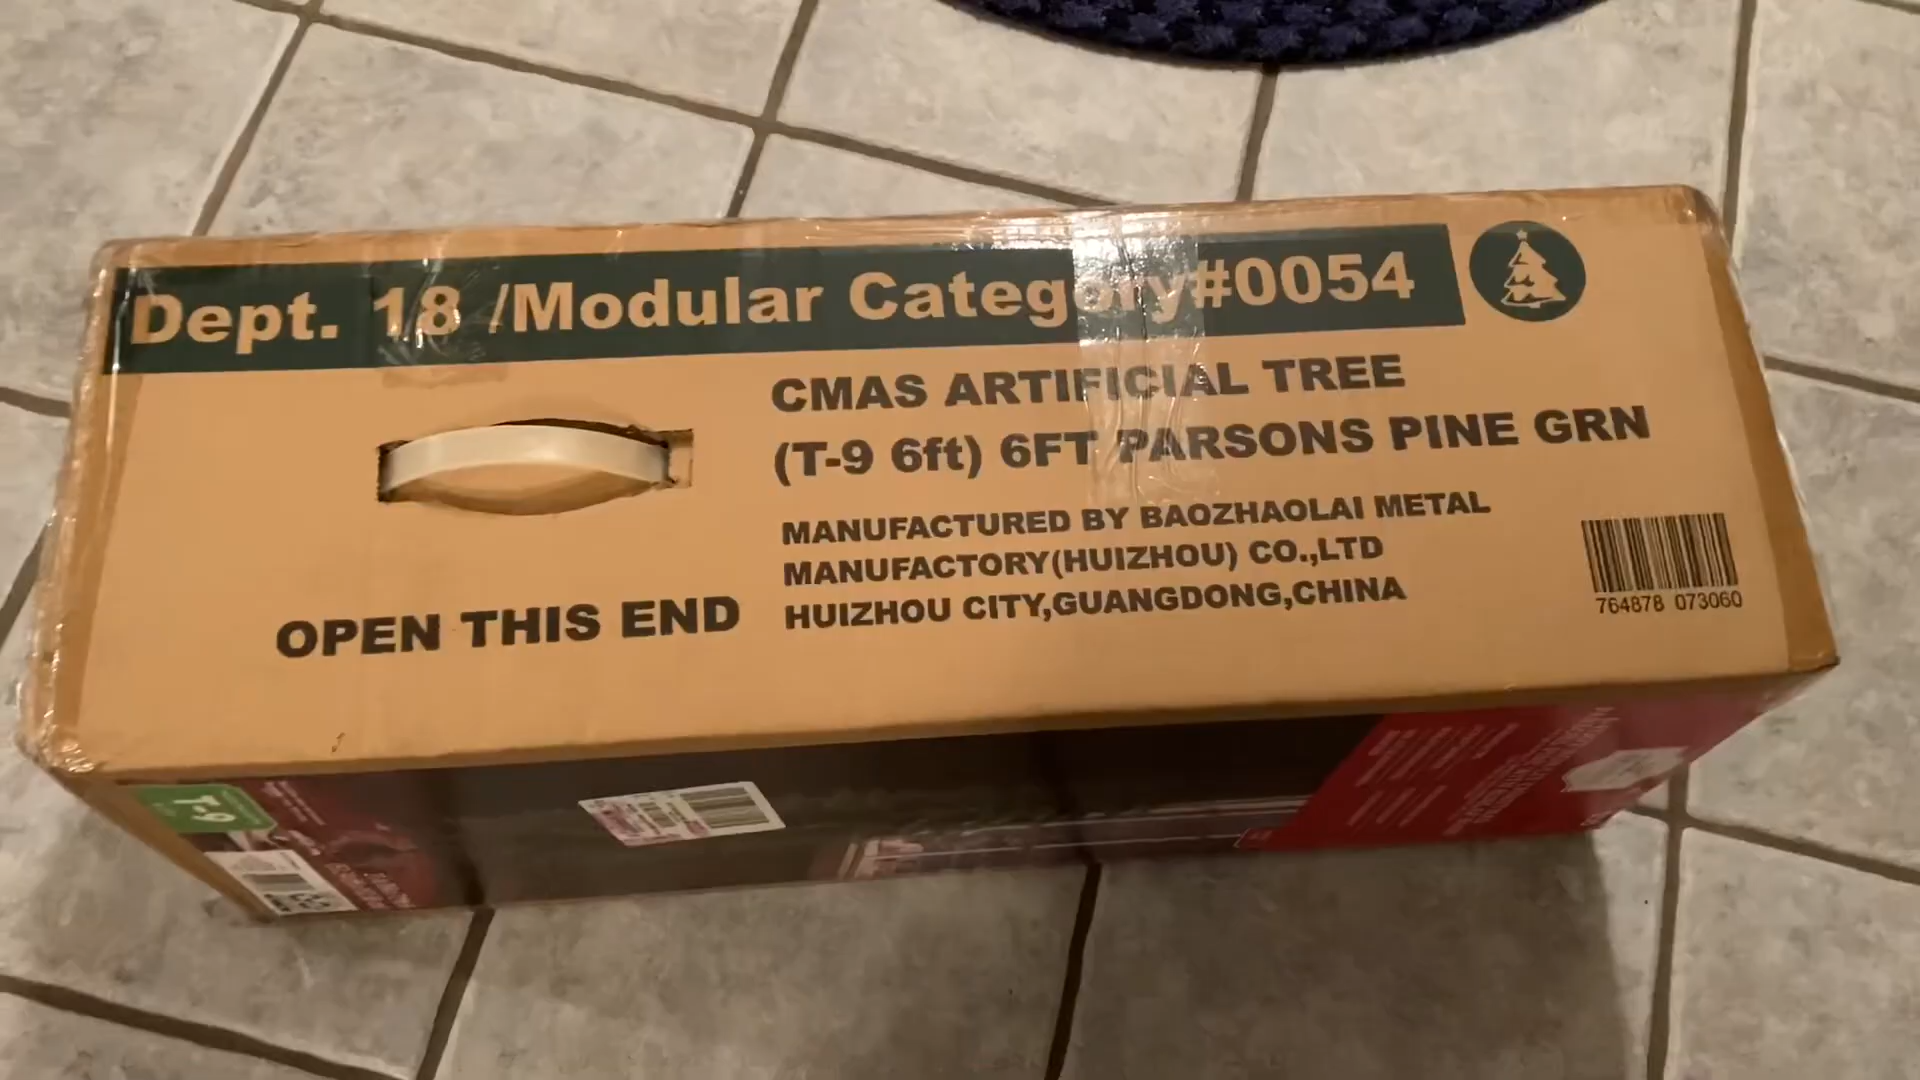 Dept. 18 /Modular Category#0054
CMAS ARTIFICIAL TREE
(T-9 6ft) 6FT PARSONS PINE GRN
MANUFACTURED BY BAOZHAOLAI METAL
MANUFACTORY(HUIZHOU) CO.,LTD
HUIZHOU CITY,GUANGDONG,CHINA
OPEN THIS END
764878 073060
T-9